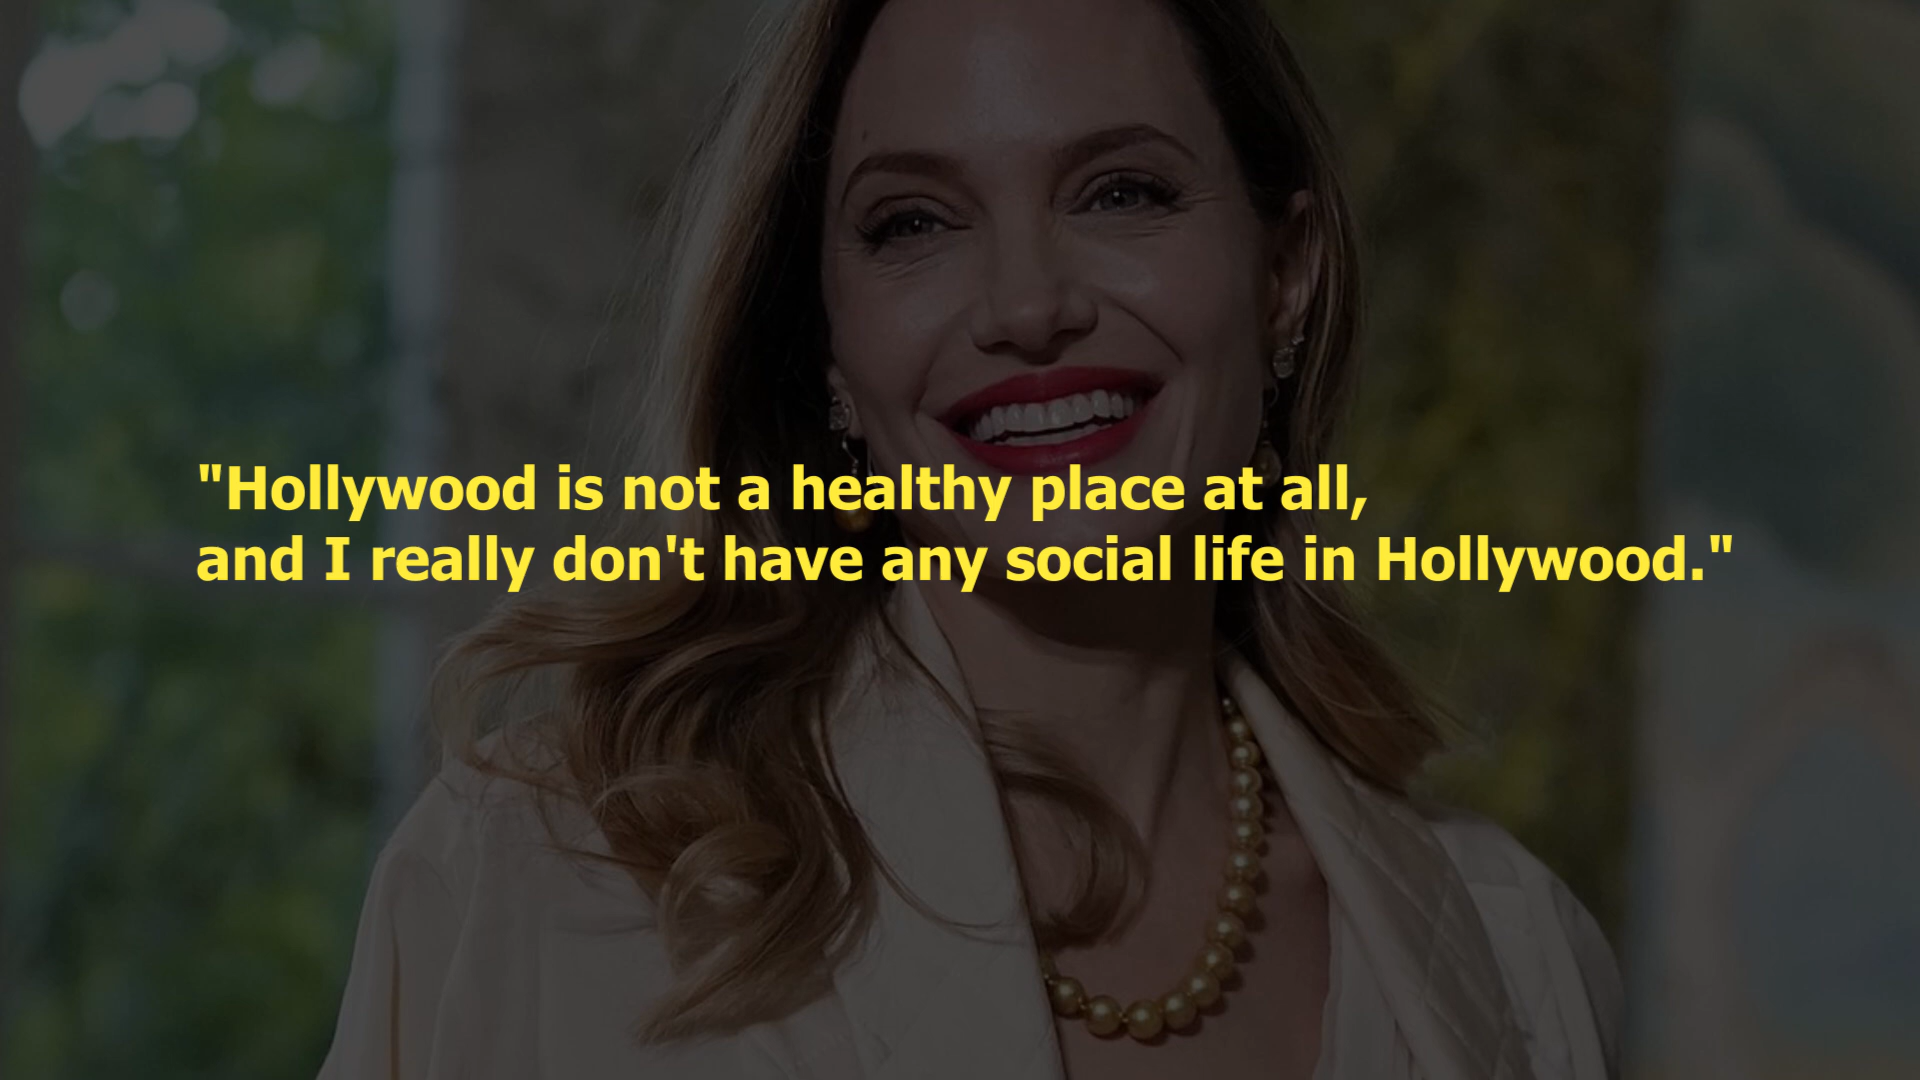 "Hollywood is not a healthy place at all,
and I really don't have any social life in Hollywood."